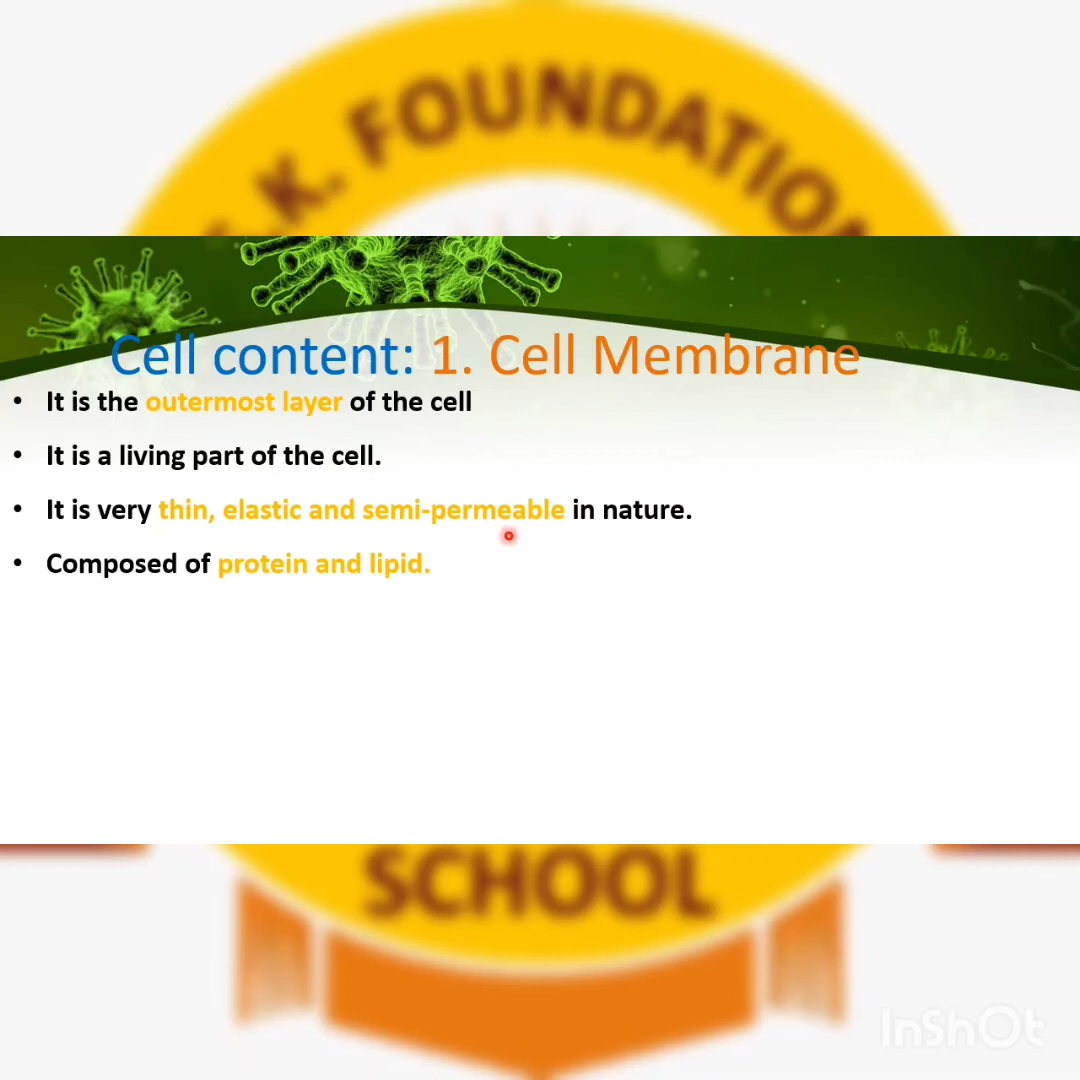 K. FOUNDATION
Cell content: 1. Cell Membrane
• It is the outermost layer of the cell
• It is a living part of the cell.
• It is very thin, elastic and semi-permeable in nature.
• Composed of protein and lipid.
SCHOOL
InShOt